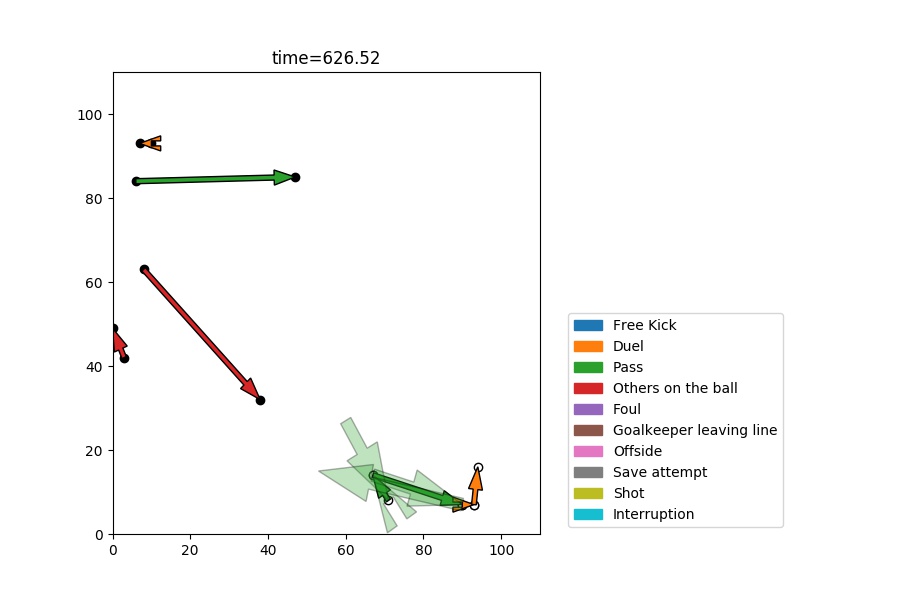 time=626.52
100
80
60
40
20
0
0 20 40 60 80 100
Free Kick
Duel
Pass
Others on the ball
Foul
Goalkeeper leaving line
Offside
Save attempt
Shot
Interruption